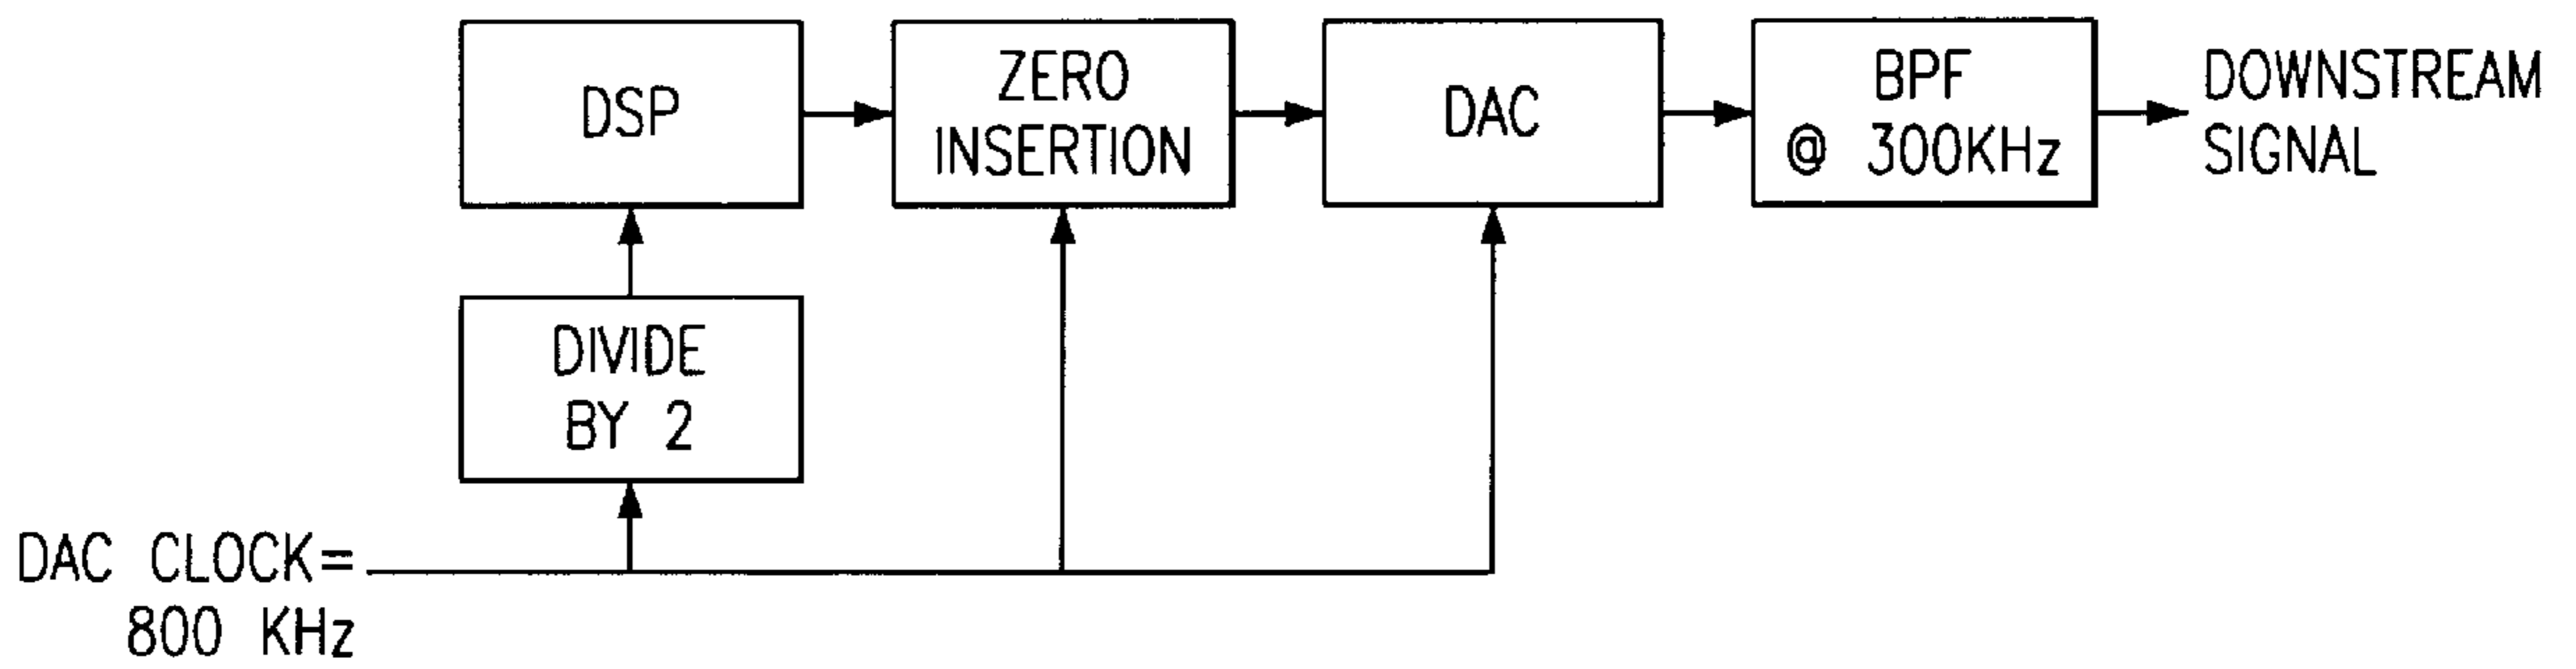 DSP
ZERO
INSERTION
DAC
BPF
@ 300KHz
DOWNSTREAM
SIGNAL
DIVIDE
BY 2
DAC CLOCK=
800 KHz